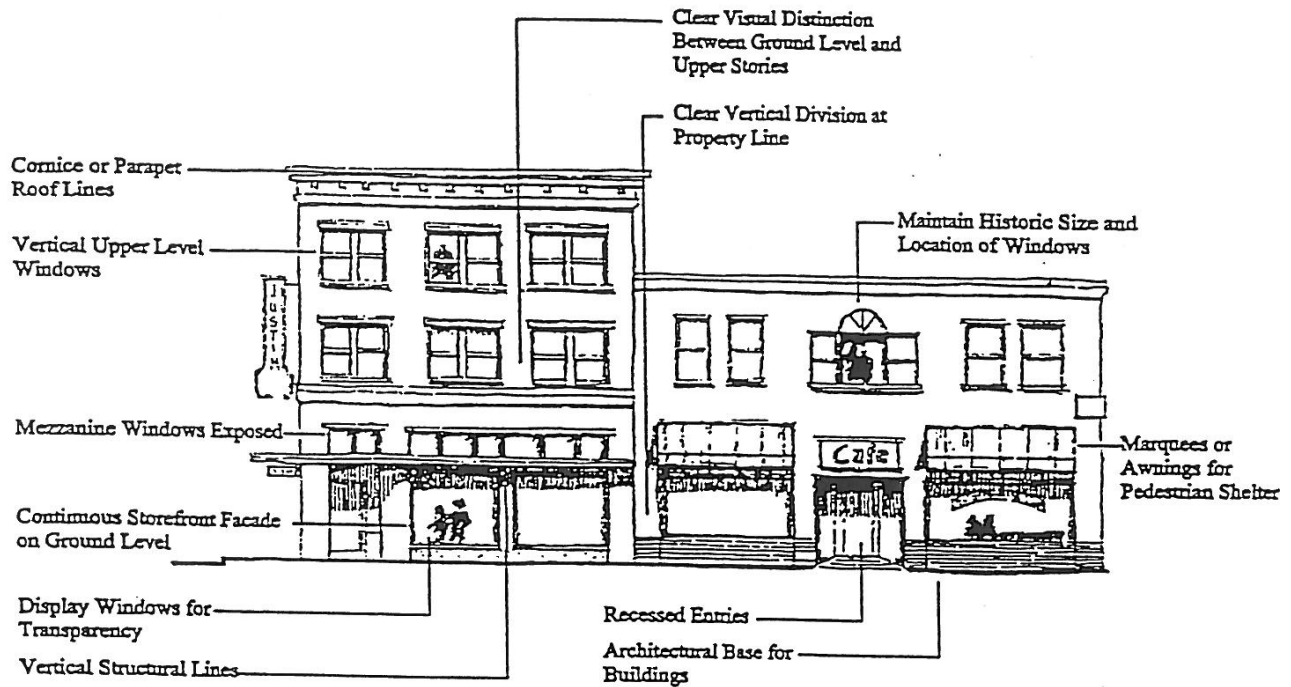 Clear Visual Distinction
Between Ground Level and
Upper Stories
Clear Vertical Division at
Property Line
Cornice or Parapet
Roof Lines
Maintain Historic Size and
Location of Windows
Vertical Upper Level
Windows
JUSTIN
Mezzanine Windows Exposed
Cafe
Marquees or
Awnings for
Pedestrian Shelter
Continuous Storefront Facade
on Ground Level
Display Windows for
Transparency
Recessed Entries
Vertical Structural Lines
Architectural Base for
Buildings